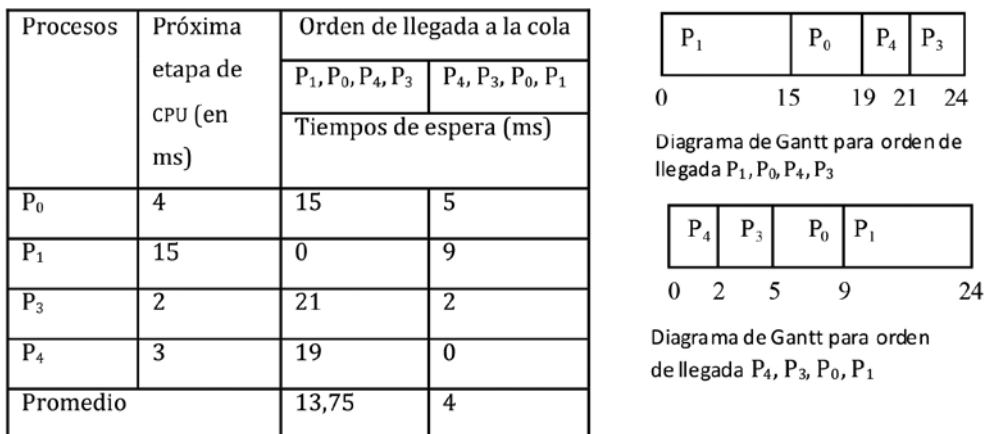 Procesos Próxima etapa de CPU (en ms) Orden de llegada a la cola
P₁, P₀, P₄, P₃ P₄, P₃, P₀, P₁
Tiempos de espera (ms)
P₀ 4 15 5
P₁ 15 0 9
P₃ 2 21 2
P₄ 3 19 0
Promedio 13,75 4
P₁ P₀ P₄ P₃
0 15 19 21 24
Diagrama de Gantt para orden de
llegada P₁, P₀, P₄, P₃
P₄ P₃ P₀ P₁
0 2 5 9 24
Diagrama de Gantt para orden
de llegada P₄, P₃, P₀, P₁